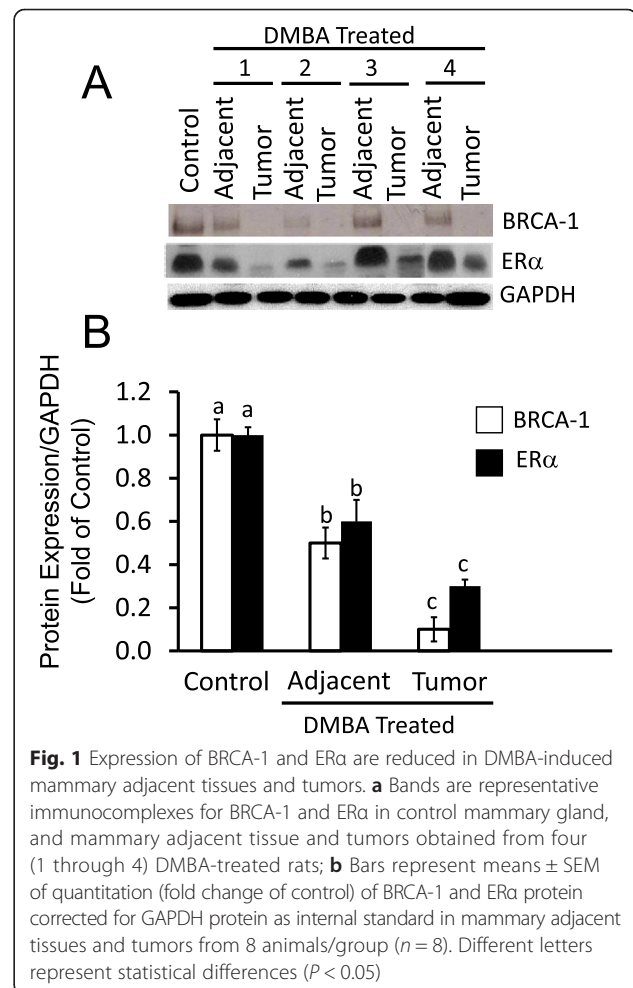 DMBA Treated
A
1 2 3 4
Control Adjacent Tumor Adjacent Tumor Adjacent Tumor Adjacent Tumor
BRCA-1
ERα
GAPDH
B
Protein Expression/GAPDH
(Fold of Control)
1.2
1.0
0.8
0.6
0.4
0.2
0.0
a a
b b
c c
BRCA-1
ERα
Control Adjacent Tumor
DMBA Treated
Fig. 1 Expression of BRCA-1 and ERα are reduced in DMBA-induced
mammary adjacent tissues and tumors. a Bands are representative
immunocomplexes for BRCA-1 and ERα in control mammary gland,
and mammary adjacent tissue and tumors obtained from four
(1 through 4) DMBA-treated rats; b Bars represent means ± SEM
of quantitation (fold change of control) of BRCA-1 and ERα protein
corrected for GAPDH protein as internal standard in mammary adjacent
tissues and tumors from 8 animals/group (n = 8). Different letters
represent statistical differences (P < 0.05)